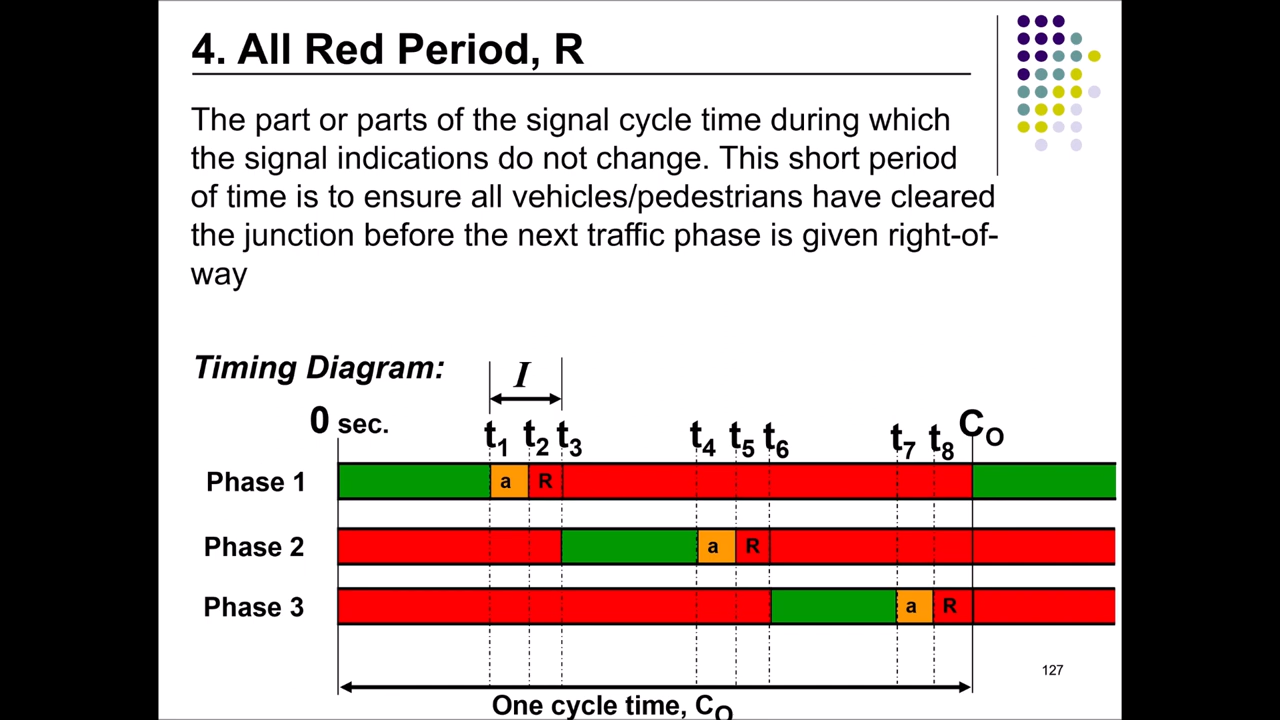 4. All Red Period, R
The part or parts of the signal cycle time during which
the signal indications do not change. This short period
of time is to ensure all vehicles/pedestrians have cleared
the junction before the next traffic phase is given right-of-
way
Timing Diagram:
I
0 sec.
t1 t2 t3 t4 t5 t6 t7 t8 CO
Phase 1 a R
Phase 2 a R
Phase 3 a R
127
One cycle time, CO